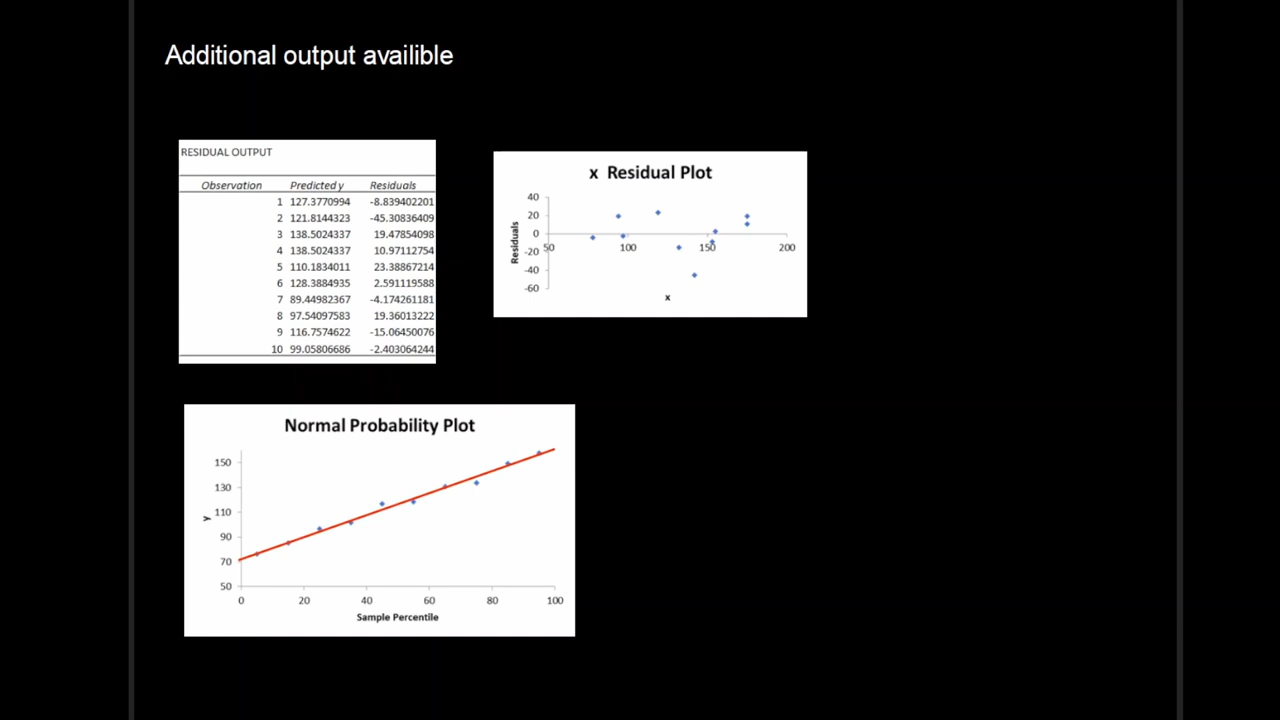 Additional output availible
RESIDUAL OUTPUT
Observation Predicted y Residuals
1 127.3770994 -8.839402201
2 121.8144323 -45.30836409
3 138.5024337 19.47854098
4 138.5024337 10.97112754
5 110.1834011 23.38867214
6 128.3884935 2.591119588
7 89.44982367 -4.174261181
8 97.54097583 19.36013222
9 116.7574622 -15.06450076
10 99.05806686 -2.403064244
x Residual Plot
40
20
0
-20
-40
-60
Residuals
50 100 150 200
x
Normal Probability Plot
150
130
110
90
70
50
y
0 20 40 60 80 100
Sample Percentile